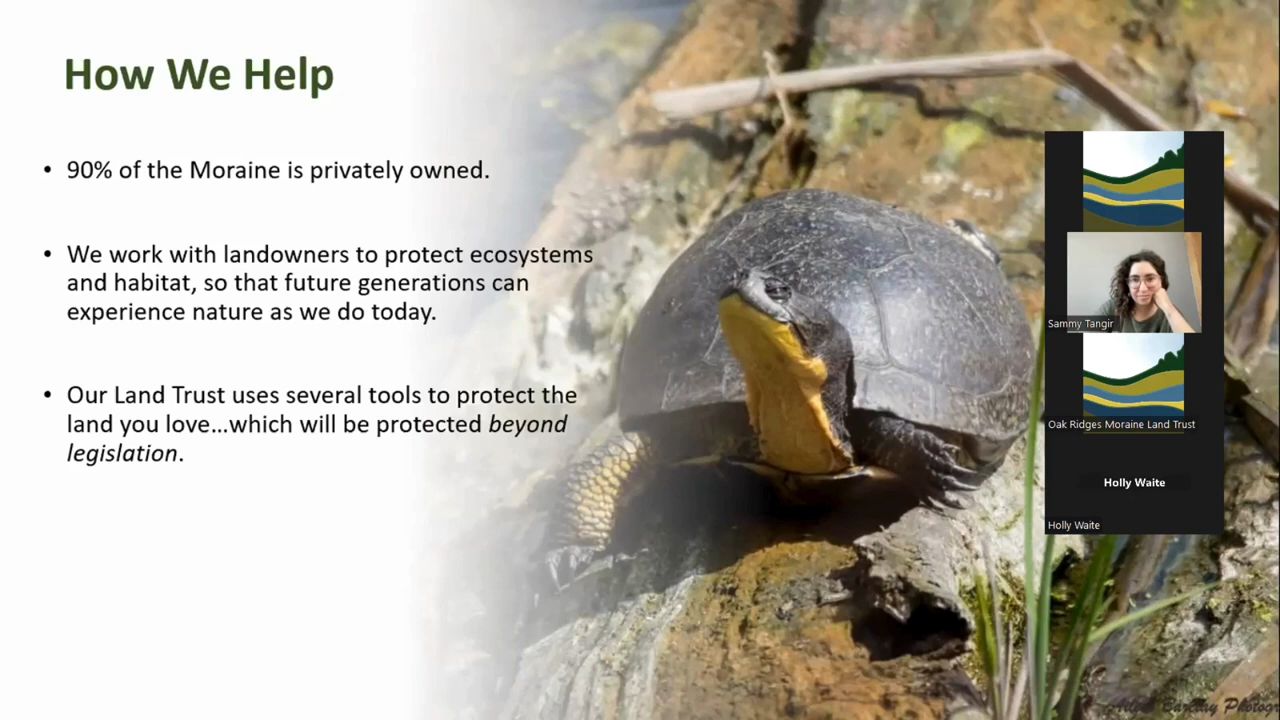 How We Help
• 90% of the Moraine is privately owned.
• We work with landowners to protect ecosystems
and habitat, so that future generations can
experience nature as we do today.
• Our Land Trust uses several tools to protect the
land you love...which will be protected beyond
legislation.
Sammy Tangir
Oak Ridges Moraine Land Trust
Holly Waite
Holly Waite
Barclay Photogr